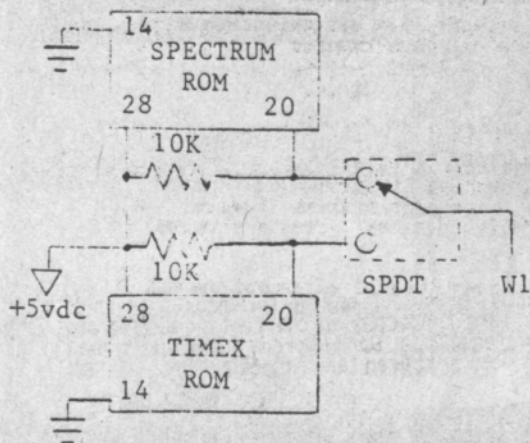 14
SPECTRUM
ROM
28 20
10K
10K
+5vdc
SPDT W1
28 20
TIMEX
ROM
14